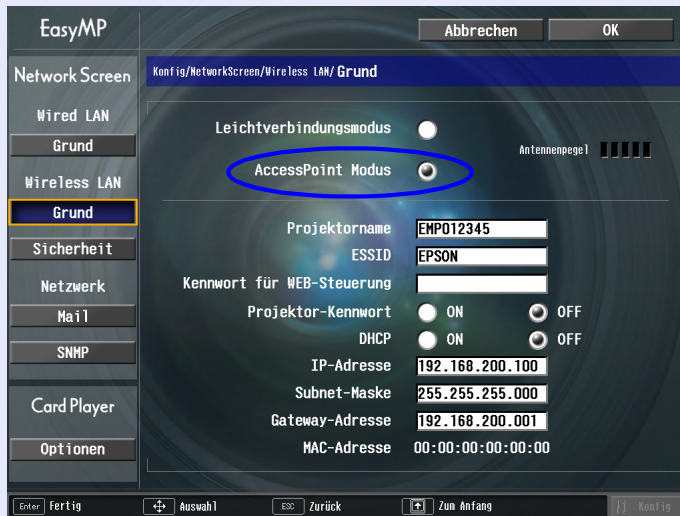 EasyMP
Abbrechen
OK
Network Screen
Wired LAN
Grund
Wireless LAN
Grund
Sicherheit
Netzwerk
Mail
SNMP
Card Player
Optionen
Konfig/NetworkScreen/Wireless LAN/ Grund
Leichtverbindungsmodus
Antennenpegel
AccessPoint Modus
Projektorname EMP012345
ESSID EPSON
Kennwort für WEB-Steuerung
Projektor-Kennwort ON OFF
DHCP ON OFF
IP-Adresse 192.168.200.100
Subnet-Maske 255.255.255.000
Gateway-Adresse 192.168.200.001
MAC-Adresse 00:00:00:00:00:00
Enter Fertig
Auswahl
ESC Zurück
Zum Anfang
Konfig